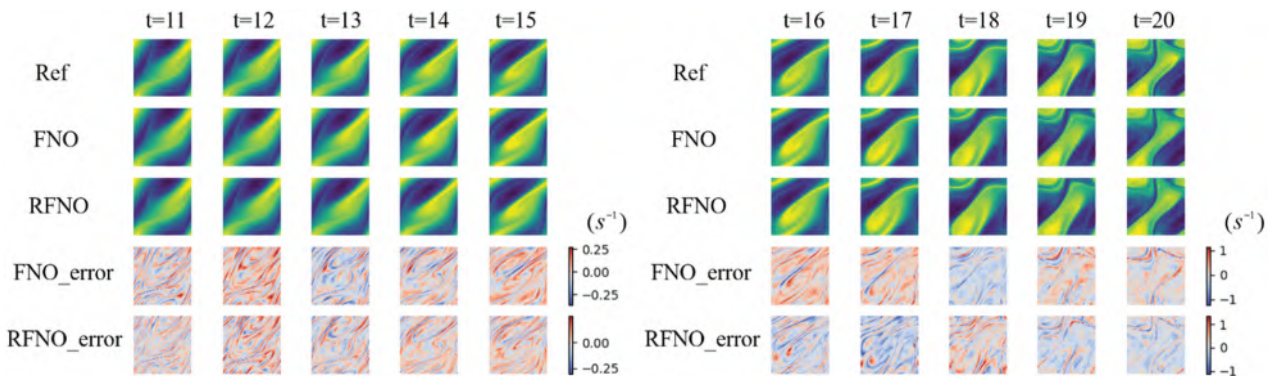 t=11 t=12 t=13 t=14 t=15 t=16 t=17 t=18 t=19 t=20
Ref Ref
FNO FNO
RFNO RFNO
(s⁻¹) (s⁻¹)
0.25 1
FNO_error 0.00 FNO_error 0
−0.25 −1
RFNO_error 0.00 RFNO_error 1
0
−0.25 −1